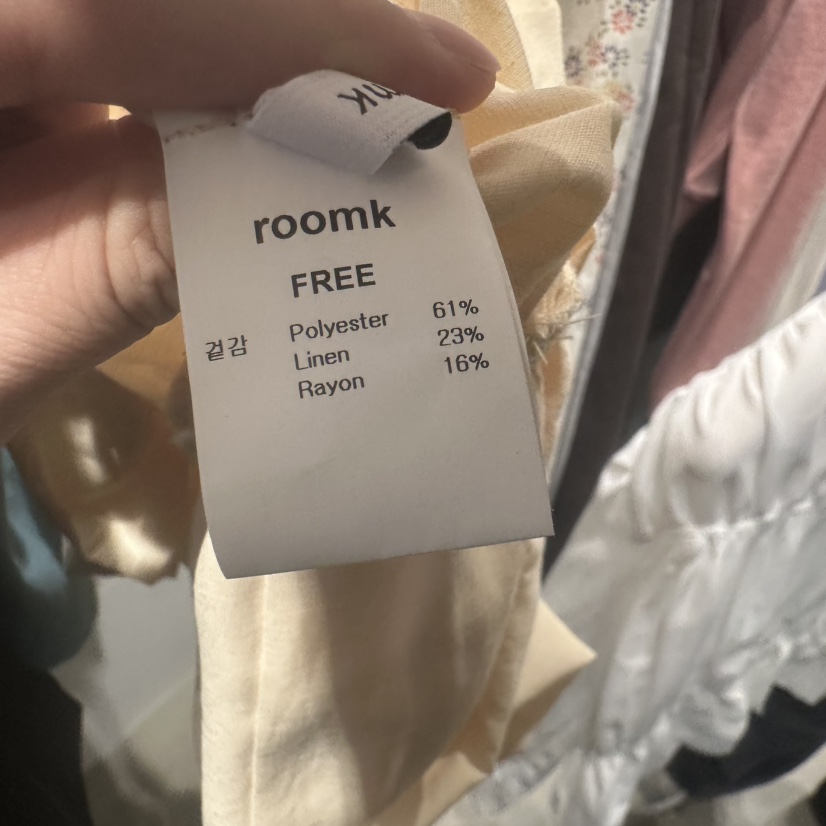 roomk
FREE
겉감 Polyester 61%
Linen 23%
Rayon 16%